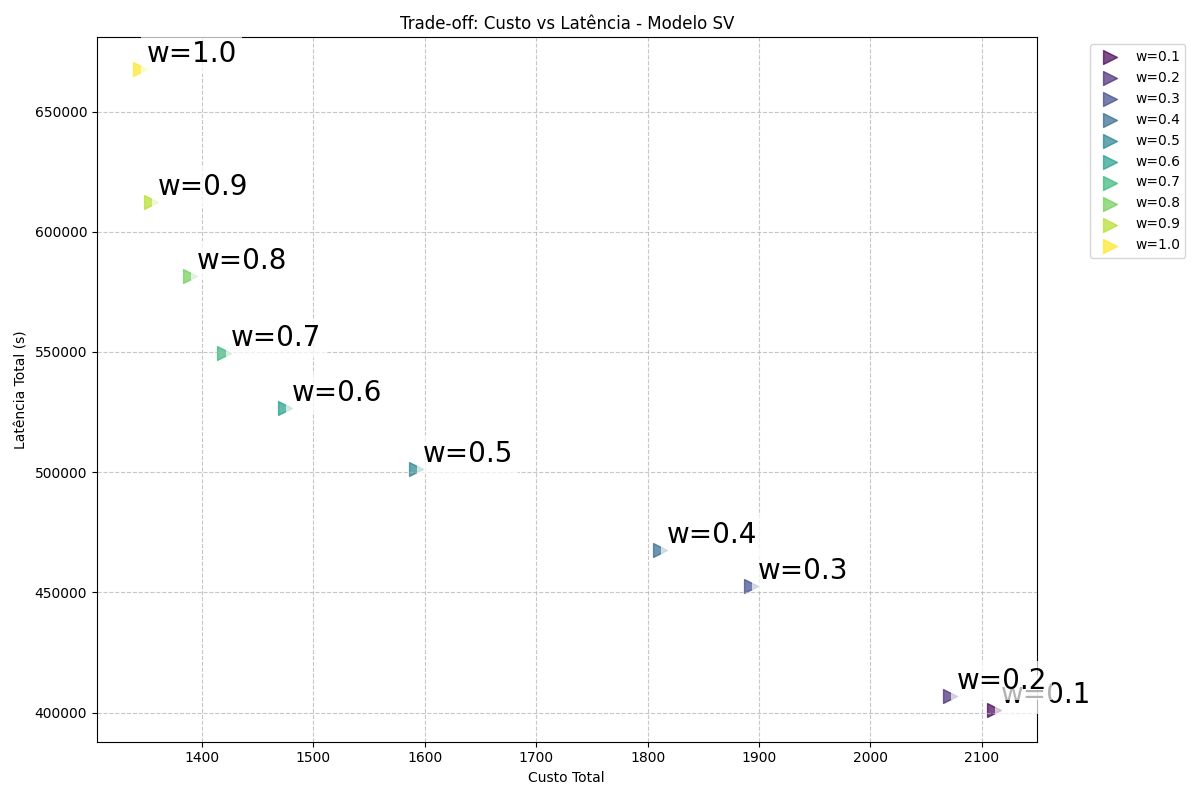 Trade-off: Custo vs Latência - Modelo SV
w=1.0
w=0.9
w=0.8
w=0.7
w=0.6
w=0.5
w=0.4
w=0.3
w=0.2
w=0.1
Latência Total (s)
650000
600000
550000
500000
450000
400000
1400
1500
1600
1700
1800
1900
2000
2100
Custo Total
w=0.1
w=0.2
w=0.3
w=0.4
w=0.5
w=0.6
w=0.7
w=0.8
w=0.9
w=1.0